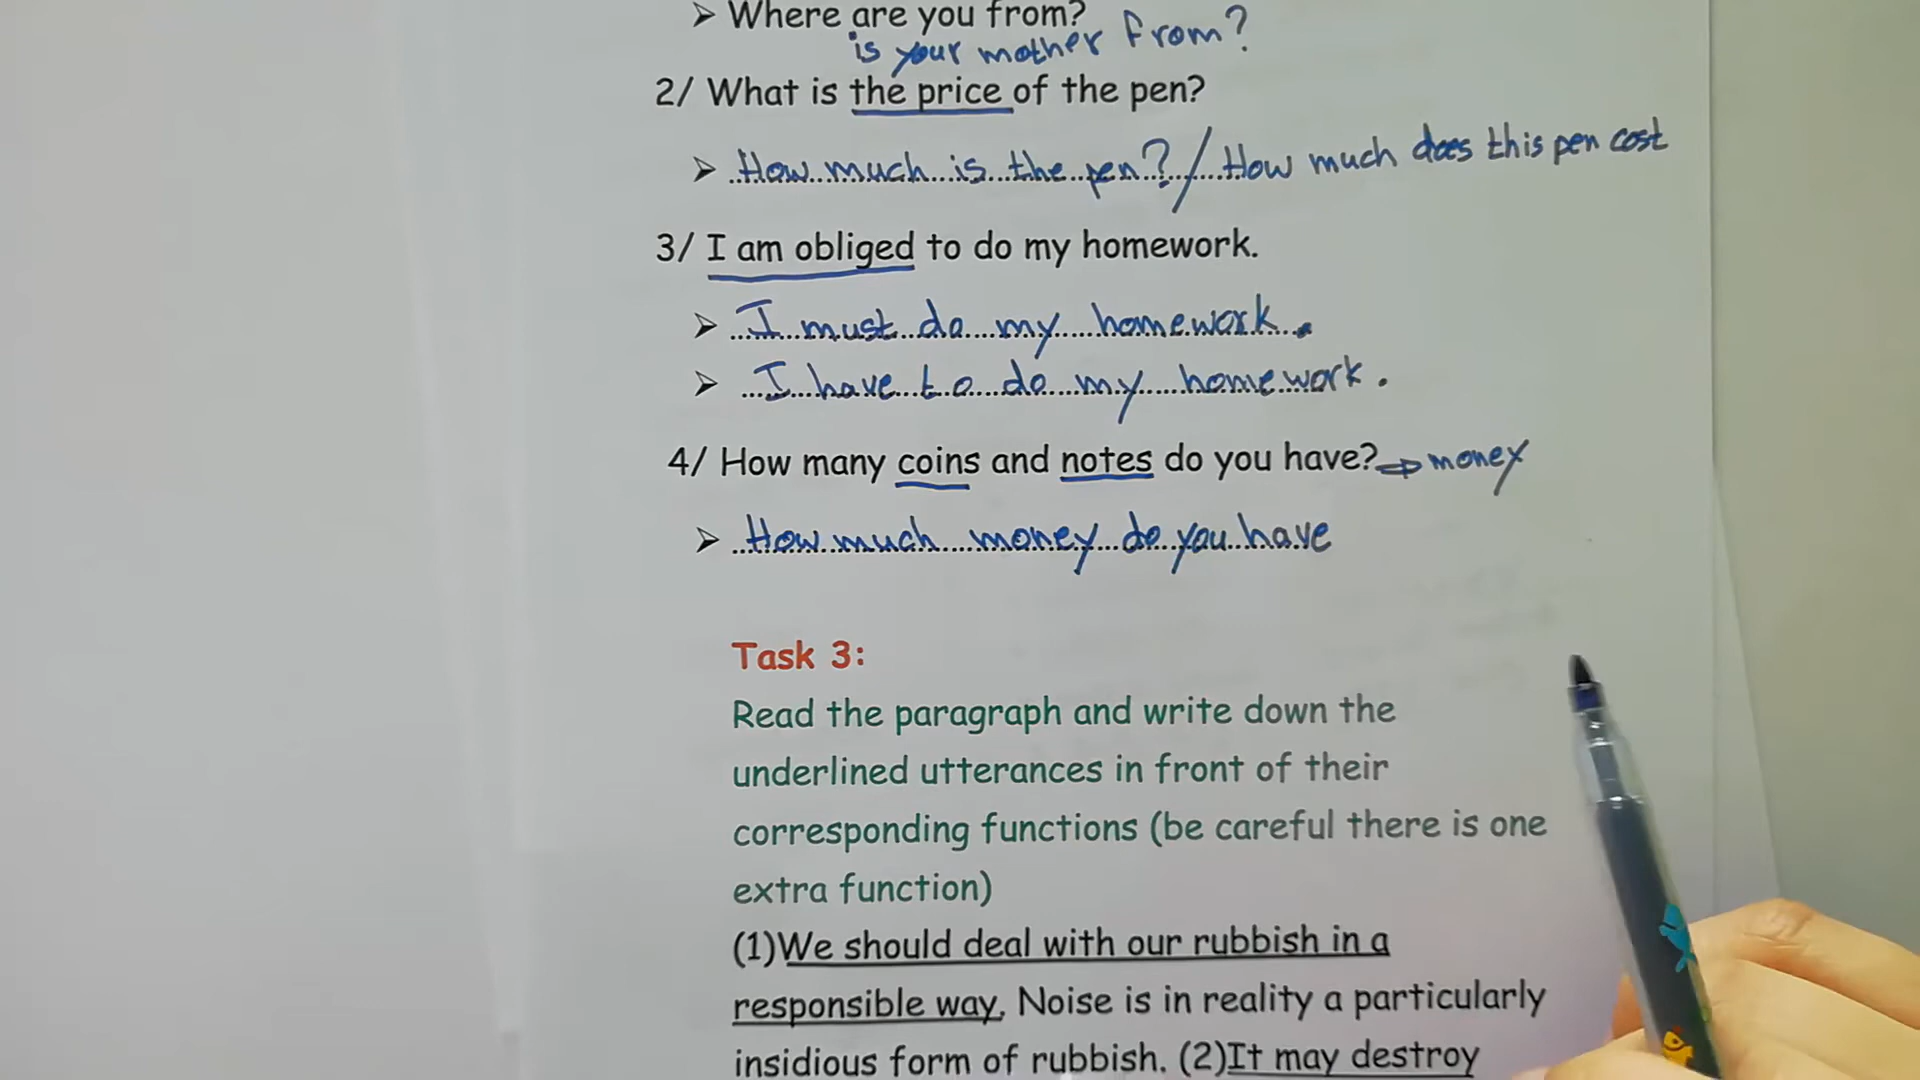 ➢ Where are you from?
is your mother from?
2/ What is the price of the pen?
➢ How much is the pen? / How much does this pen cost
3/ I am obliged to do my homework.
➢ I must do my homework.
➢ I have to do my homework.
4/ How many coins and notes do you have? ⇒ money
➢ How much money do you have
Task 3:
Read the paragraph and write down the
underlined utterances in front of their
corresponding functions (be careful there is one
extra function)
(1)We should deal with our rubbish in a
responsible way. Noise is in reality a particularly
insidious form of rubbish. (2)It may destroy